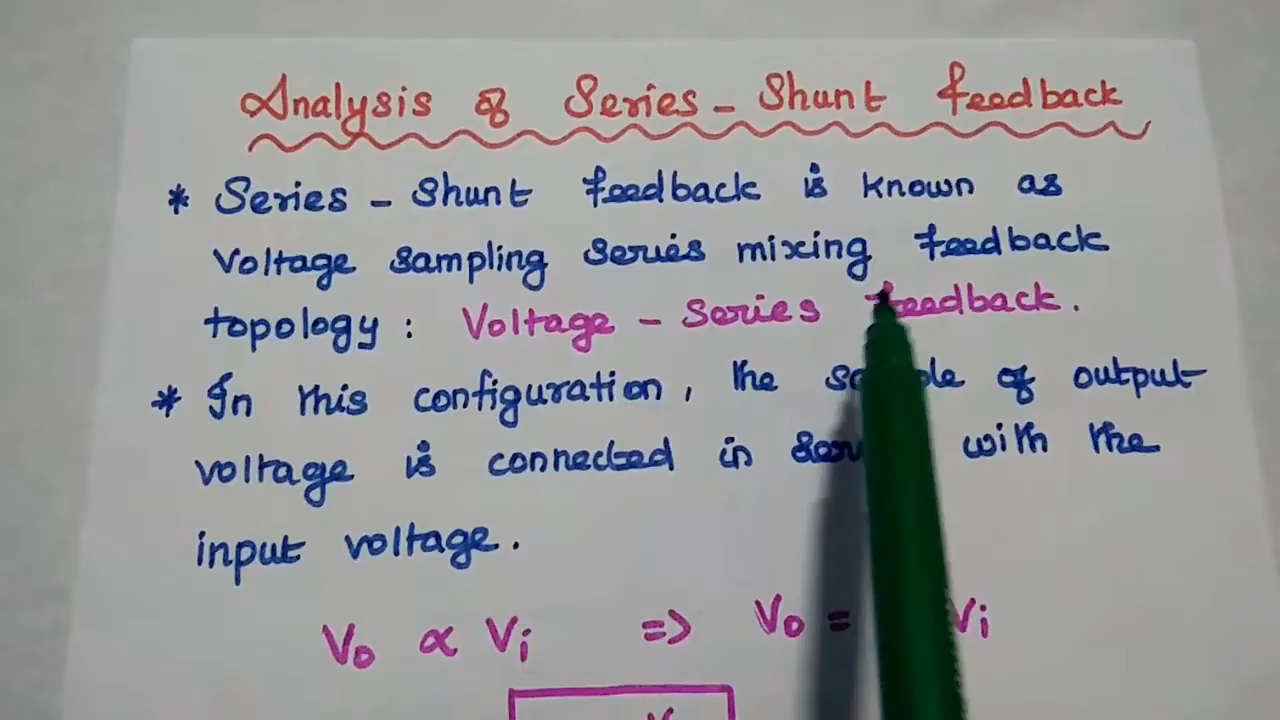 Analysis of Series - Shunt feedback
* Series - Shunt feedback is known as
voltage sampling series mixing feedback
topology : Voltage - Series feedback.
* In this configuration, the of output
voltage is connected in with the
input voltage.
Vo ∝ Vi => Vo = Vi